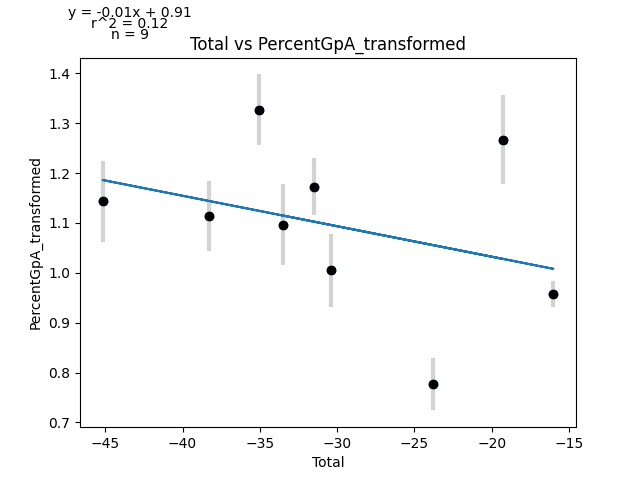 y = -0.01x + 0.91
r^2 = 0.12
n = 9
Total vs PercentGpA_transformed
PercentGpA_transformed
1.4
1.3
1.2
1.1
1.0
0.9
0.8
0.7
−45
−40
−35
−30
−25
−20
−15
Total